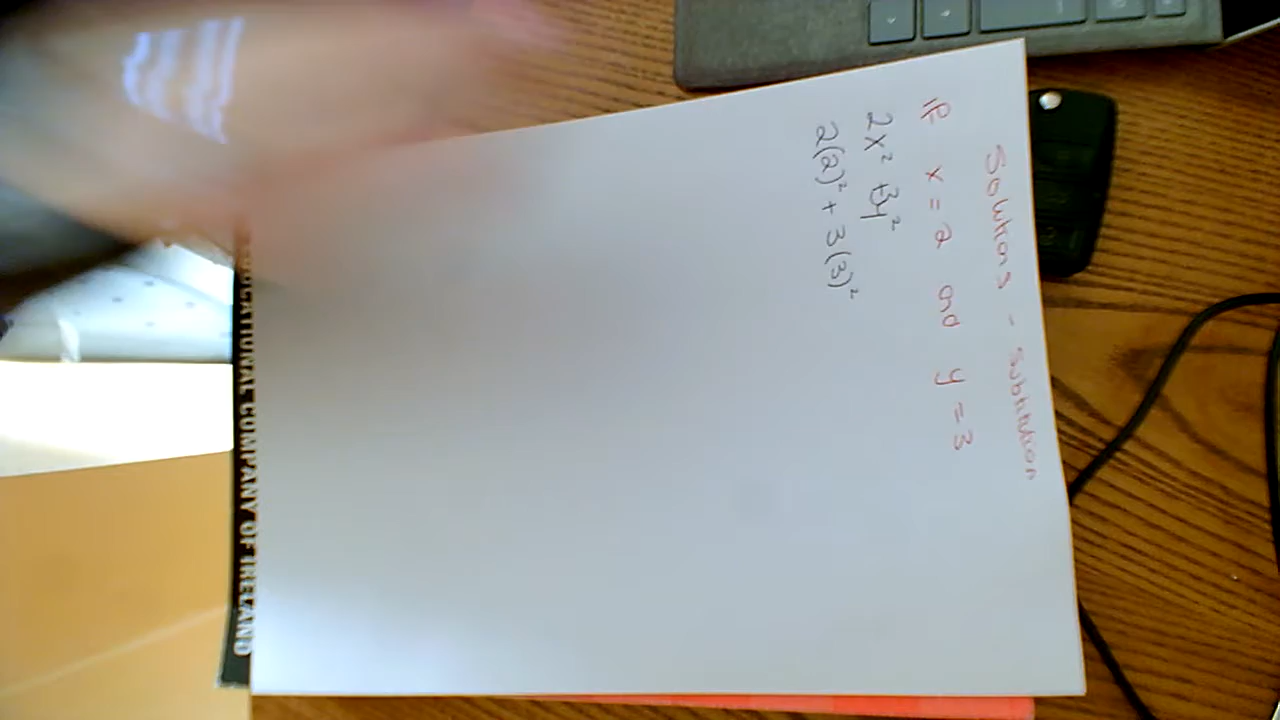 Solutions - Substitution
if x = 2 and y = 3
2x² + 3y²
2(2)² + 3(3)²
EDUCATIONAL COMPANY OF IRELAND